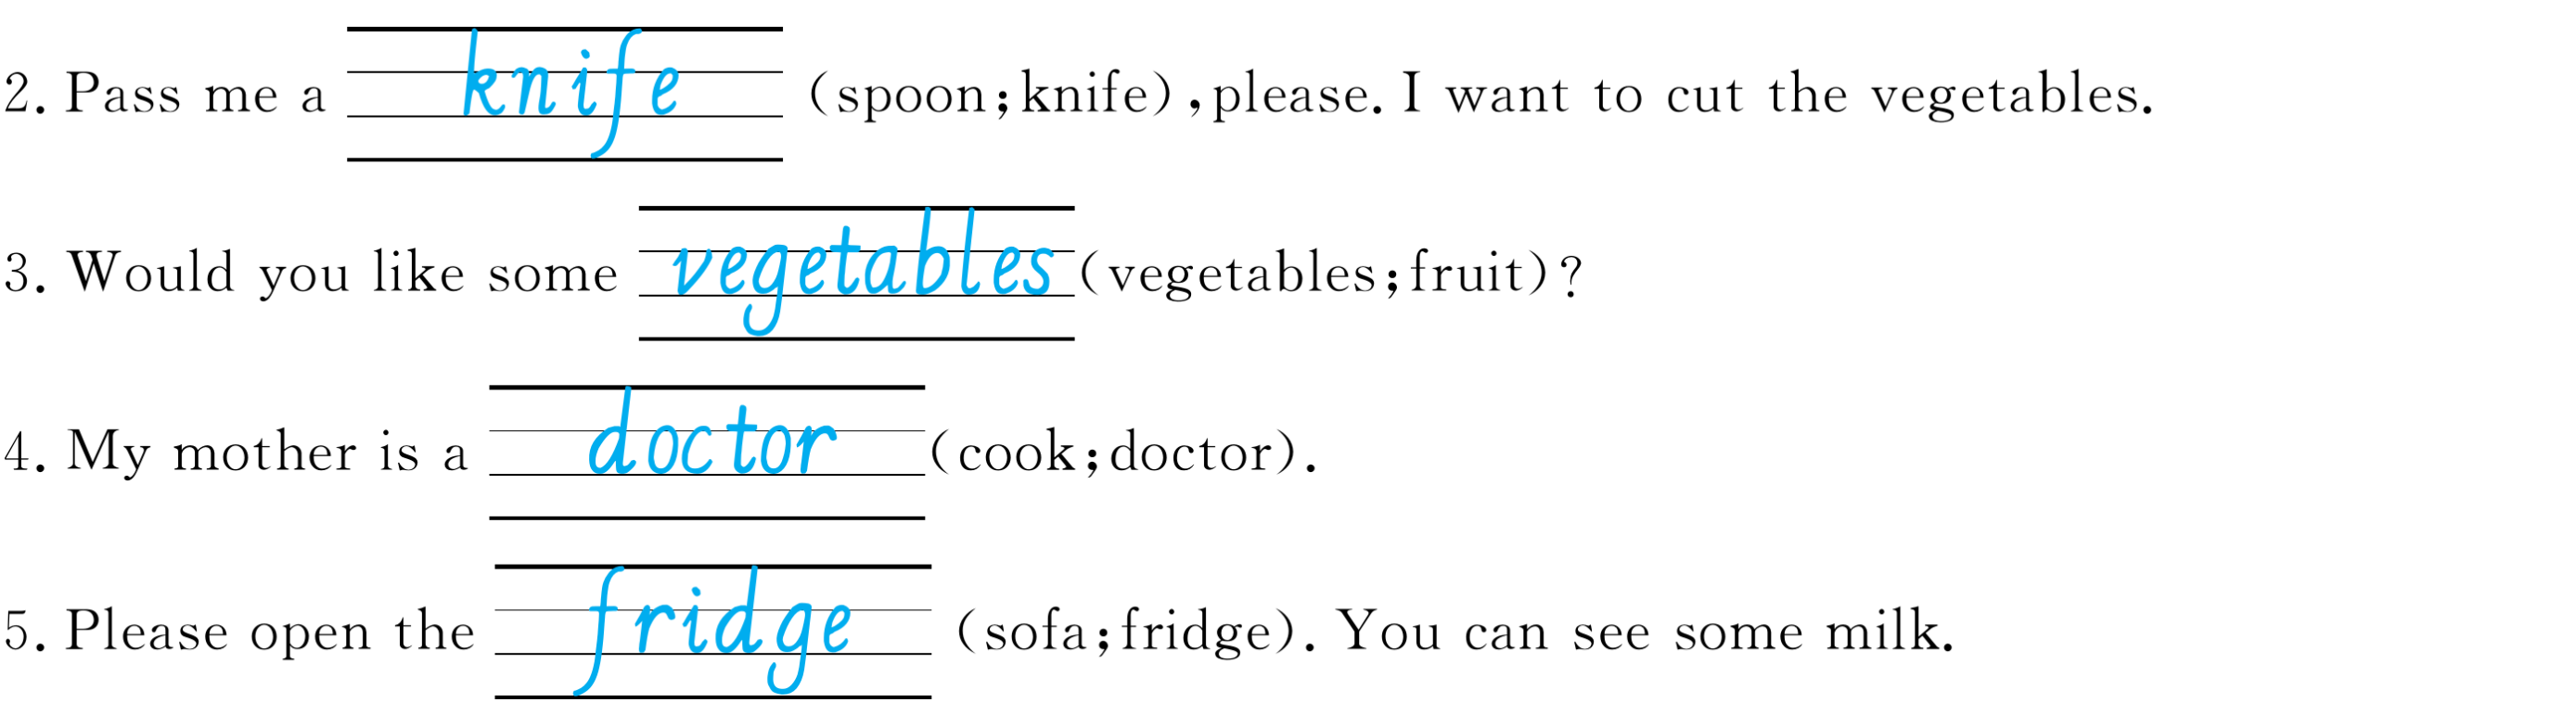 2. Pass me a knife (spoon;knife),please. I want to cut the vegetables.
3. Would you like some vegetables (vegetables;fruit)?
4. My mother is a doctor (cook;doctor).
5. Please open the fridge (sofa;fridge). You can see some milk.